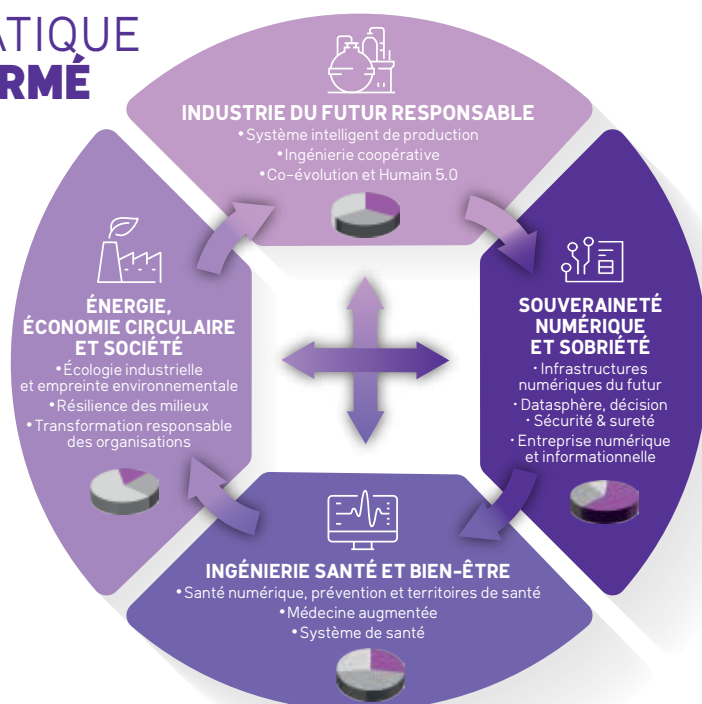 ATIQUE
RMÉ
INDUSTRIE DU FUTUR RESPONSABLE
• Système intelligent de production
• Ingénierie coopérative
• Co-évolution et Humain 5.0
ÉNERGIE,
ÉCONOMIE CIRCULAIRE
ET SOCIÉTÉ
• Écologie industrielle
et empreinte environnementale
• Résilience des milieux
• Transformation responsable
des organisations
SOUVERAINETÉ
NUMÉRIQUE
ET SOBRIÉTÉ
• Infrastructures
numériques du futur
• Datasphère, décision
• Sécurité & sureté
• Entreprise numérique
et informationnelle
INGÉNIERIE SANTÉ ET BIEN-ÊTRE
• Santé numérique, prévention et territoires de santé
• Médecine augmentée
• Système de santé